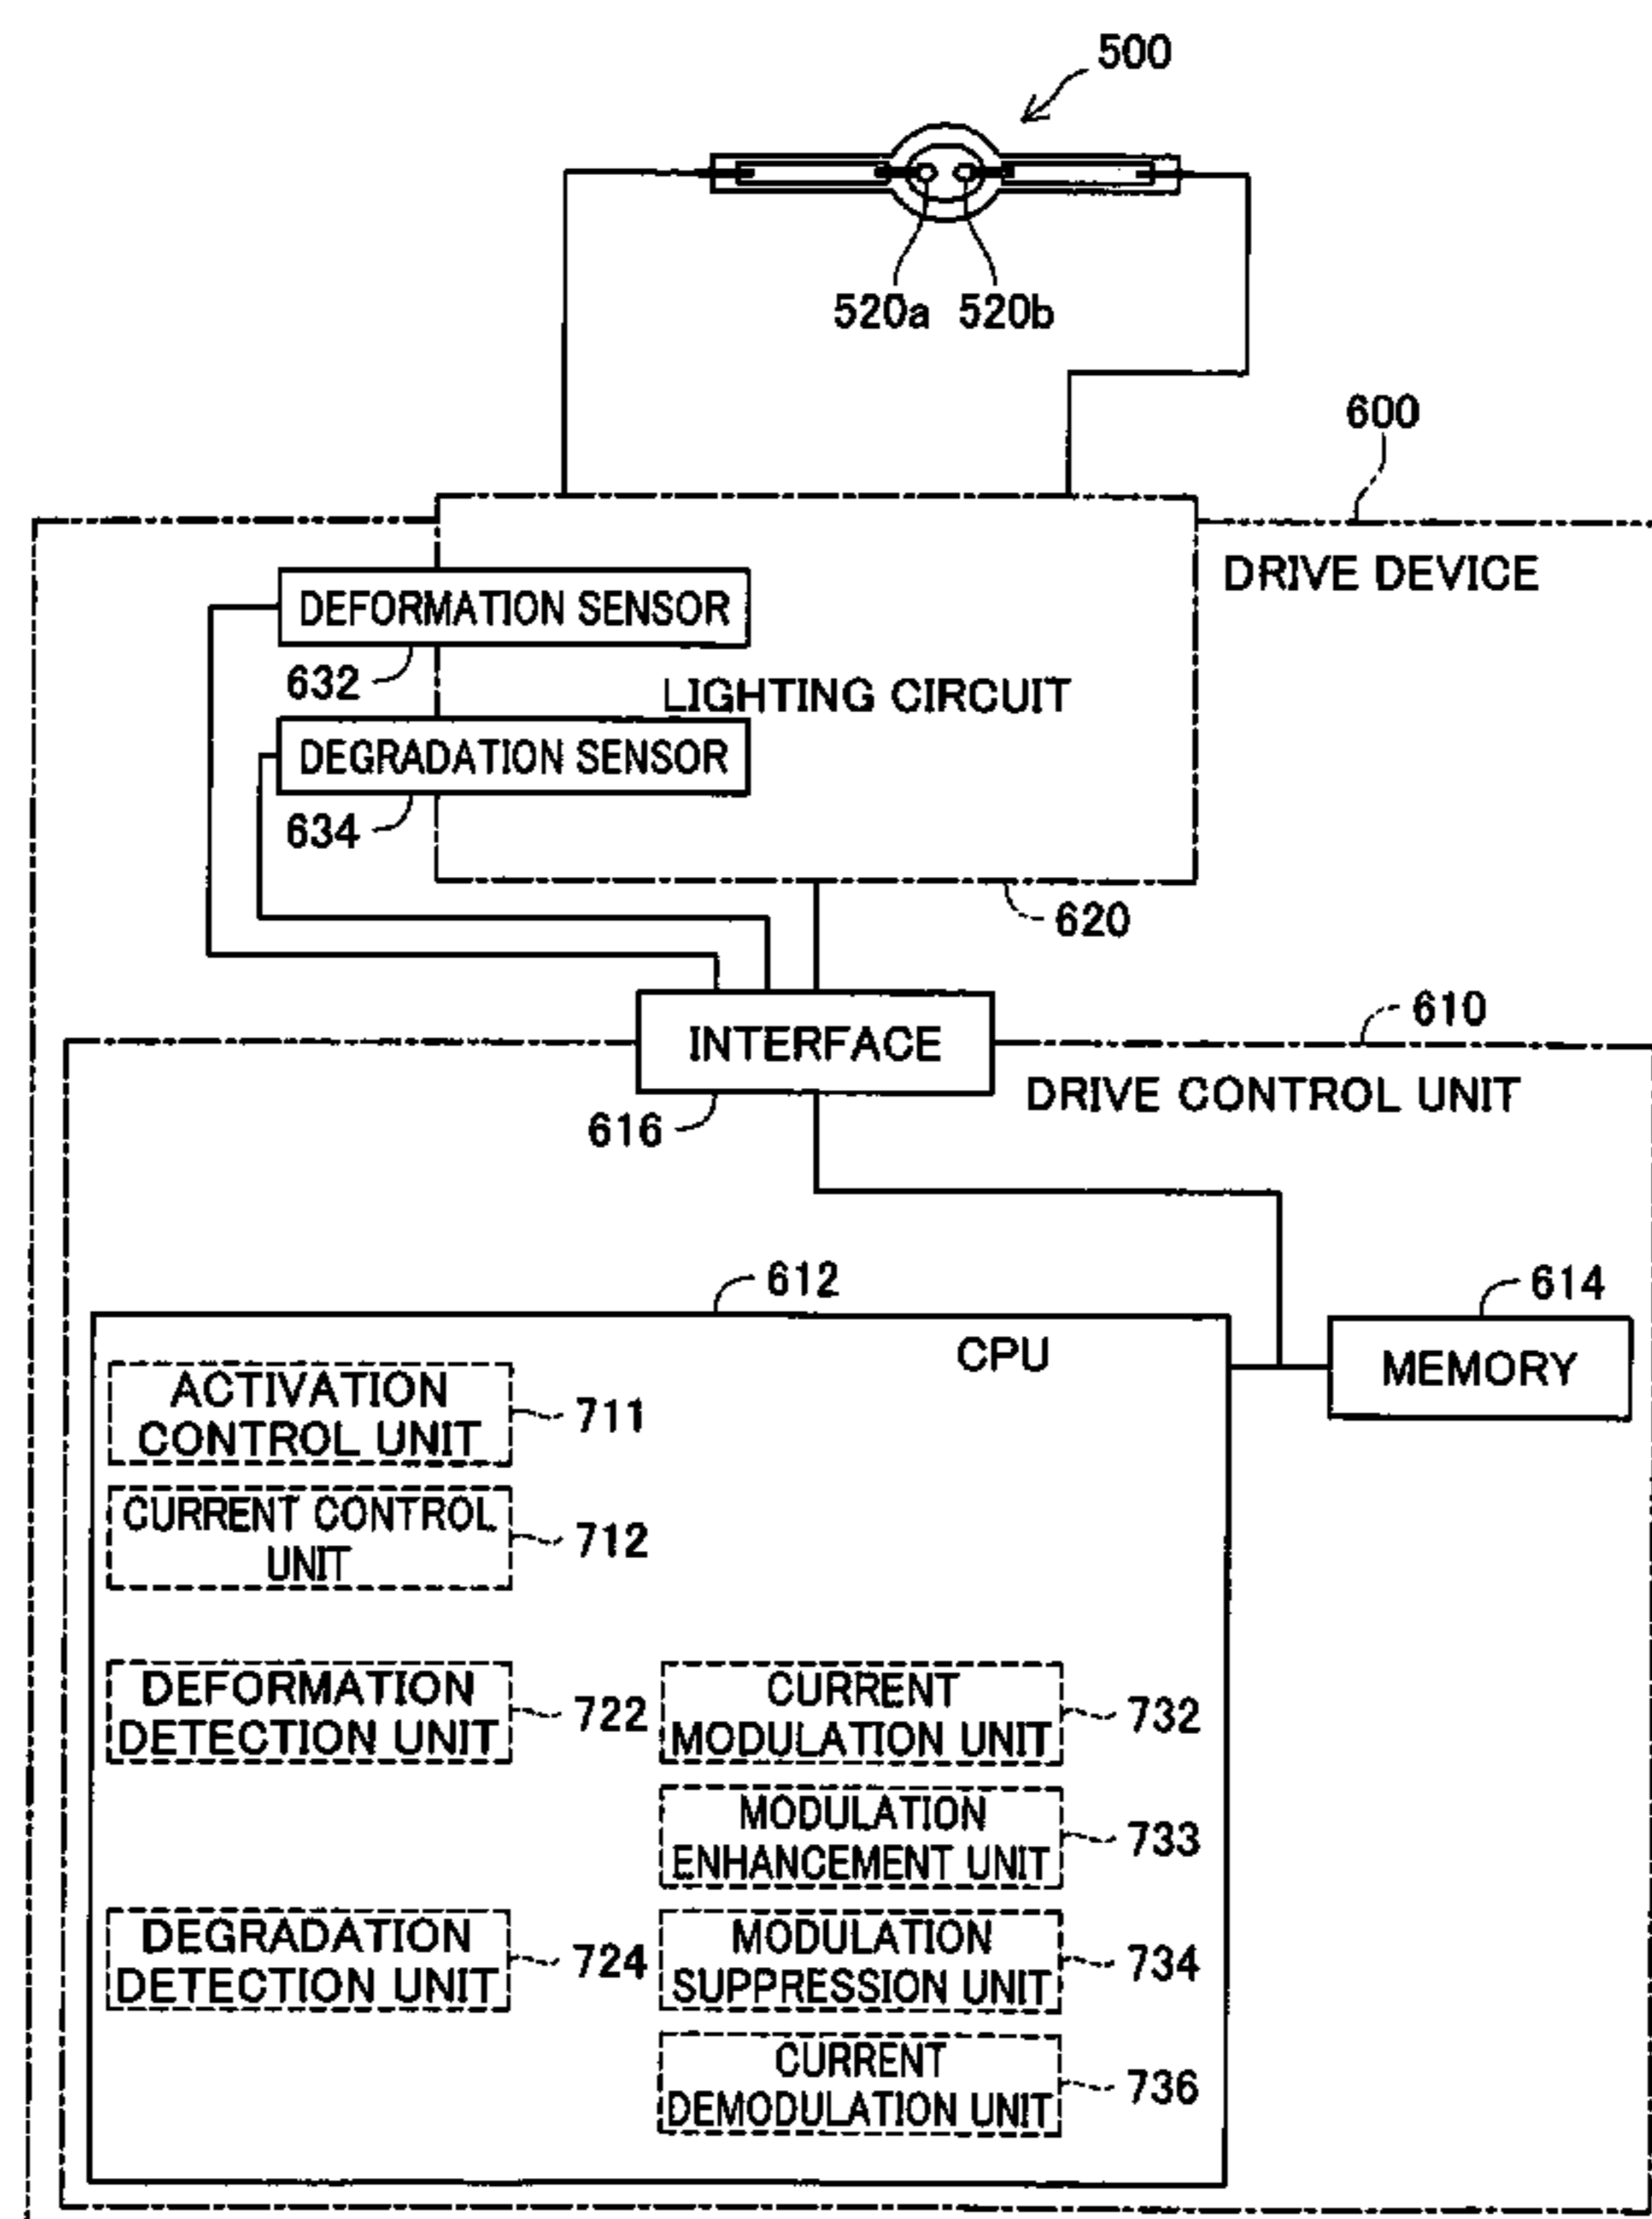 500
520a 520b
600
DRIVE DEVICE
DEFORMATION SENSOR
632
LIGHTING CIRCUIT
DEGRADATION SENSOR
634
620
610
INTERFACE
DRIVE CONTROL UNIT
616
612
614
CPU
MEMORY
ACTIVATION
CONTROL UNIT
711
CURRENT CONTROL
UNIT
712
DEFORMATION
DETECTION UNIT
722
CURRENT
MODULATION UNIT
732
MODULATION
ENHANCEMENT UNIT
733
DEGRADATION
DETECTION UNIT
724
MODULATION
SUPPRESSION UNIT
734
CURRENT
DEMODULATION UNIT
736